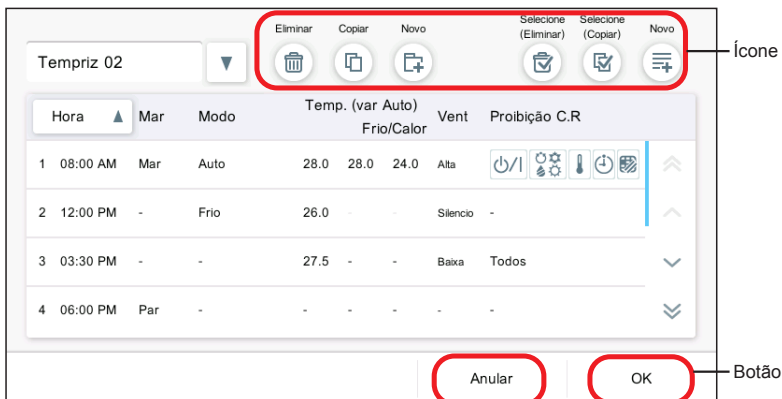 Eliminar Copiar Novo Selecione (Eliminar) Selecione (Copiar) Novo
Ícone
Tempriz 02 ▼
Hora ▲ Mar Modo Temp. (var Auto) Frio/Calor Vent Proibição C.R
1 08:00 AM Mar Auto 28.0 28.0 24.0 Alta
2 12:00 PM - Frio 26.0 - - Silencio -
3 03:30 PM - - 27.5 - - Baixa Todos
4 06:00 PM Par - - - - - -
Anular OK
Botão